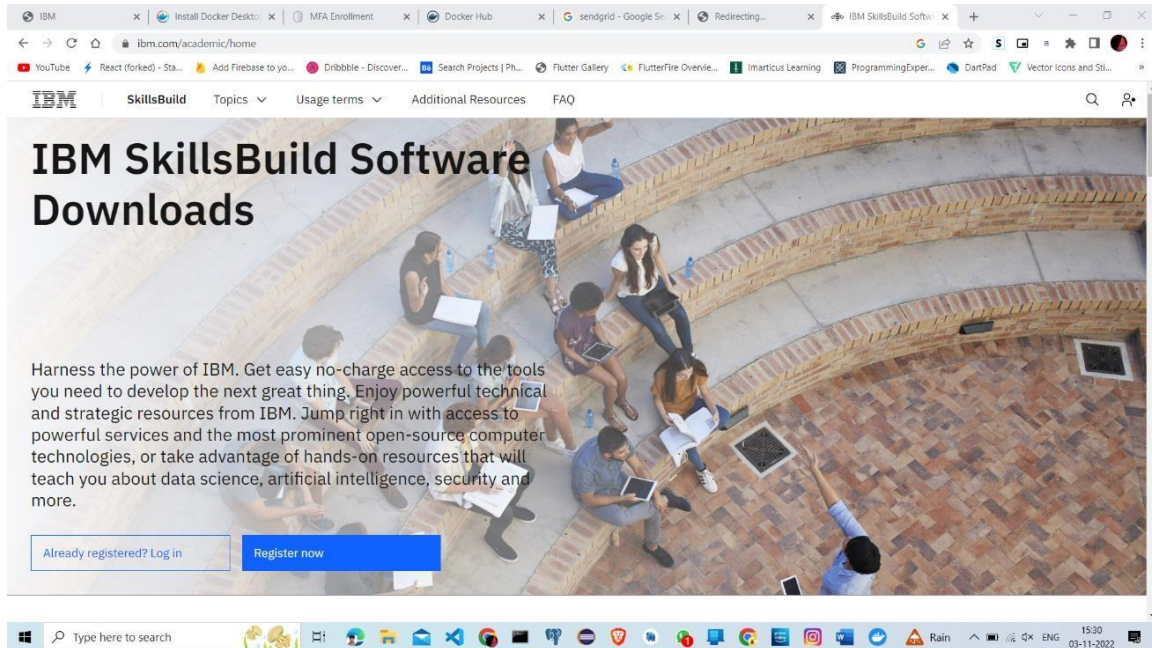 IBM
Install Docker Desktop
MFA Enrollment
Docker Hub
sendgrid - Google Se
Redirecting...
IBM SkillsBuild Softw
ibm.com/academic/home
YouTube
React (forked) - Sta...
Add Firebase to yo...
Dribbble - Discover...
Search Projects | Ph...
Flutter Gallery
FlutterFire Overvie...
Imarticus Learning
ProgrammingExper...
DartPad
Vector Icons and Sti...
IBM
SkillsBuild
Topics
Usage terms
Additional Resources
FAQ
IBM SkillsBuild Software
Downloads
Harness the power of IBM. Get easy no-charge access to the tools
you need to develop the next great thing. Enjoy powerful technical
and strategic resources from IBM. Jump right in with access to
powerful services and the most prominent open-source computer
technologies, or take advantage of hands-on resources that will
teach you about data science, artificial intelligence, security and
more.
Already registered? Log in
Register now
Type here to search
Rain
ENG
15:30
03-11-2022